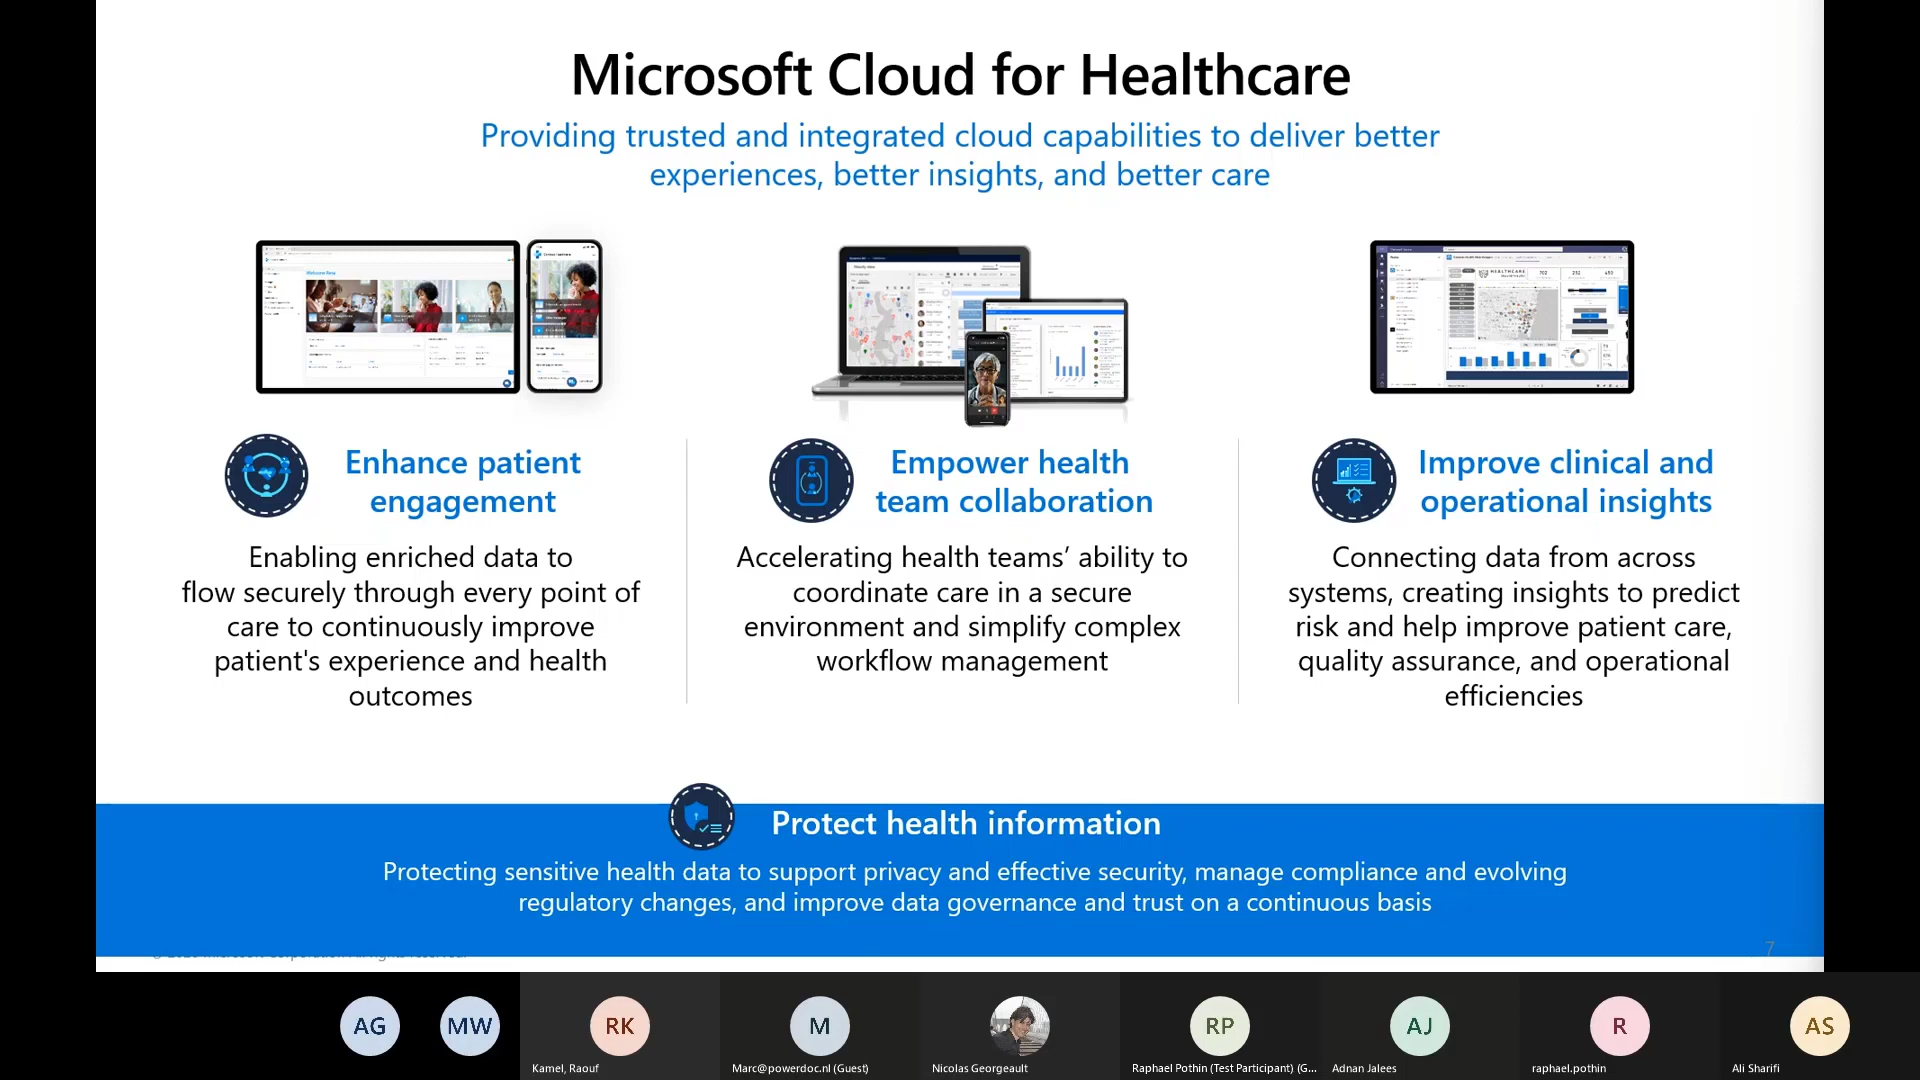 Microsoft Cloud for Healthcare
Providing trusted and integrated cloud capabilities to deliver better
experiences, better insights, and better care
Enhance patient
engagement
Enabling enriched data to
flow securely through every point of
care to continuously improve
patient's experience and health
outcomes
Empower health
team collaboration
Accelerating health teams’ ability to
coordinate care in a secure
environment and simplify complex
workflow management
Improve clinical and
operational insights
Connecting data from across
systems, creating insights to predict
risk and help improve patient care,
quality assurance, and operational
efficiencies
Protect health information
Protecting sensitive health data to support privacy and effective security, manage compliance and evolving
regulatory changes, and improve data governance and trust on a continuous basis
7
AG
MW
RK
Kamel, Raouf
M
Marc@powerdoc.nl (Guest)
Nicolas Georgeault
RP
Raphael Pothin (Test Participant) (G...
AJ
Adnan Jalees
R
raphael.pothin
AS
Ali Sharifi